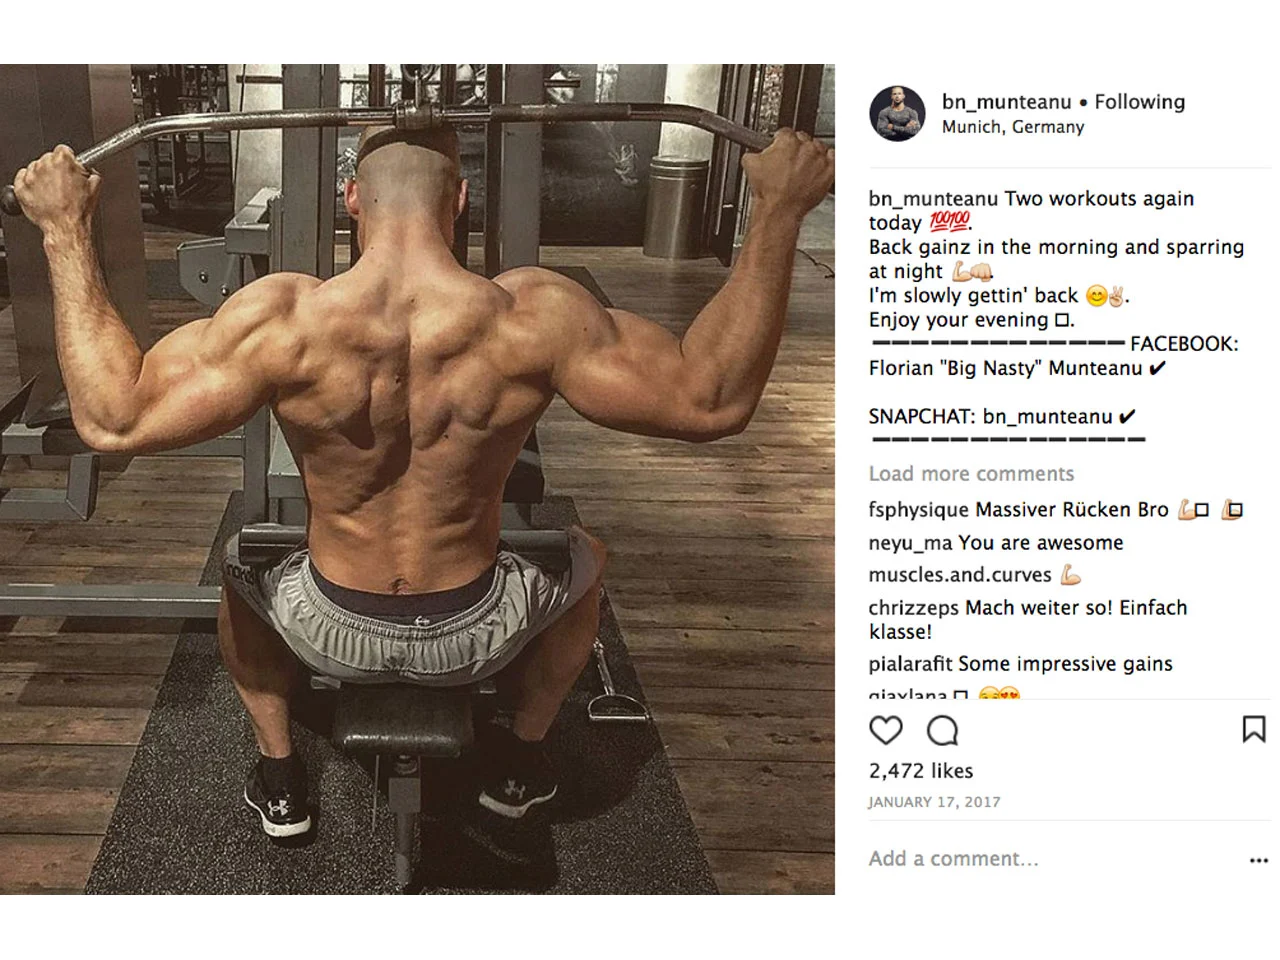 bn_munteanu • Following
Munich, Germany
bn_munteanu Two workouts again
today 💯💯.
Back gainz in the morning and sparring
at night 💪🏼👊🏼.
I'm slowly gettin' back 😊✌🏼.
Enjoy your evening □.
➖➖➖➖➖➖➖➖➖➖➖➖➖ FACEBOOK:
Florian "Big Nasty" Munteanu ✔
SNAPCHAT: bn_munteanu ✔
➖➖➖➖➖➖➖➖➖➖➖➖➖➖
Load more comments
fsphysique Massiver Rücken Bro 💪🏼□ 💪🏼□
neyu_ma You are awesome
muscles.and.curves 💪🏼
chrizzeps Mach weiter so! Einfach
klasse!
pialarafit Some impressive gains
2,472 likes
JANUARY 17, 2017
Add a comment...